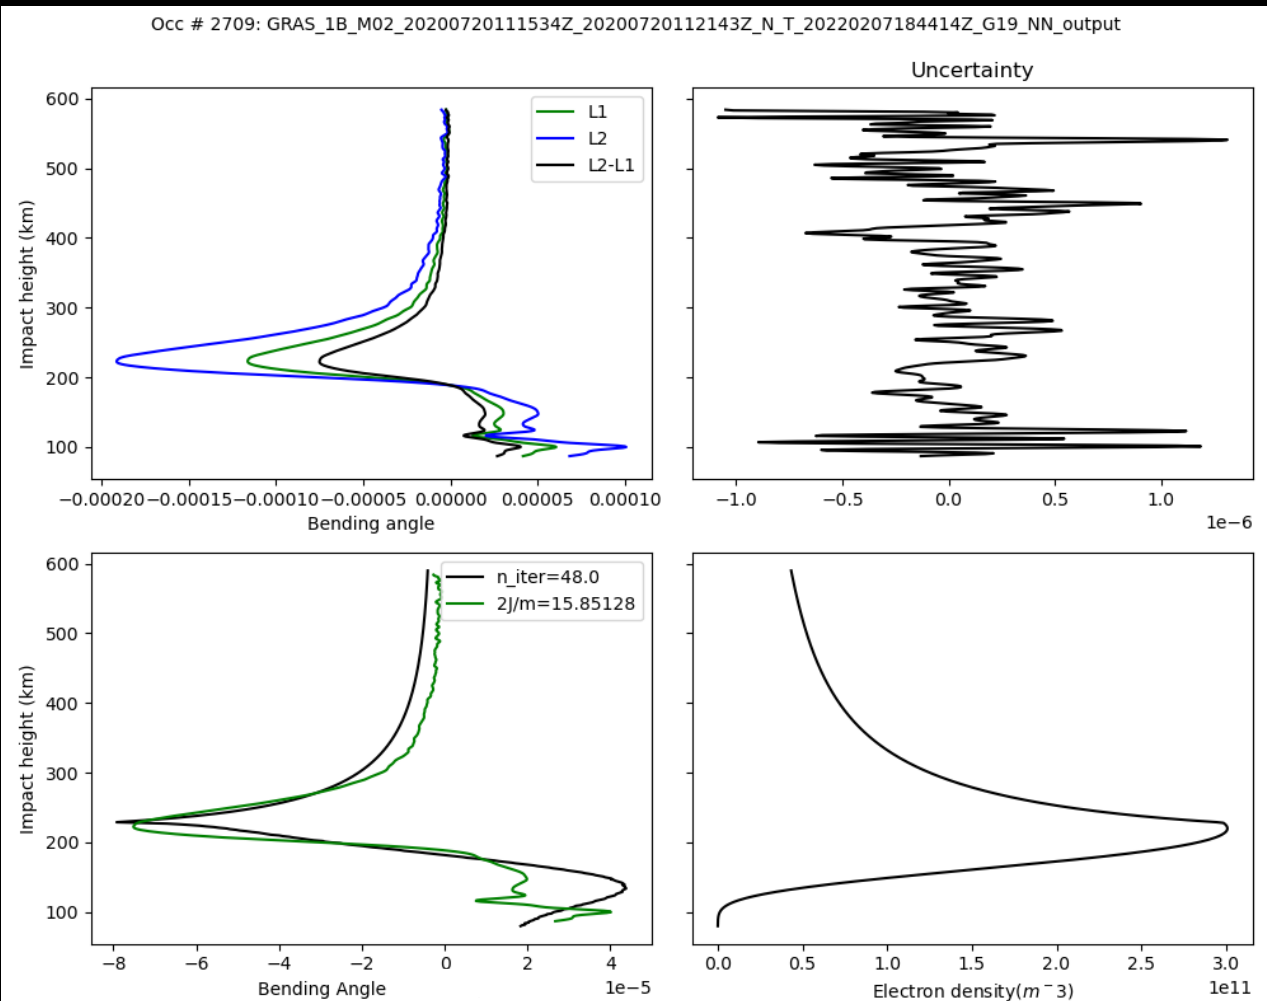 Occ # 2709: GRAS_1B_M02_20200720111534Z_20200720112143Z_N_T_20220207184414Z_G19_NN_output
Uncertainty
600
500
400
300
200
100
Impact height (km)
L1
L2
L2-L1
−0.00020 −0.00015 −0.00010 −0.00005 0.00000 0.00005 0.00010
Bending angle
−1.0 −0.5 0.0 0.5 1.0
1e−6
600
500
400
300
200
100
Impact height (km)
n_iter=48.0
2J/m=15.85128
−8 −6 −4 −2 0 2 4
Bending Angle
1e−5
0.0 0.5 1.0 1.5 2.0 2.5 3.0
Electron density(m⁻3)
1e11